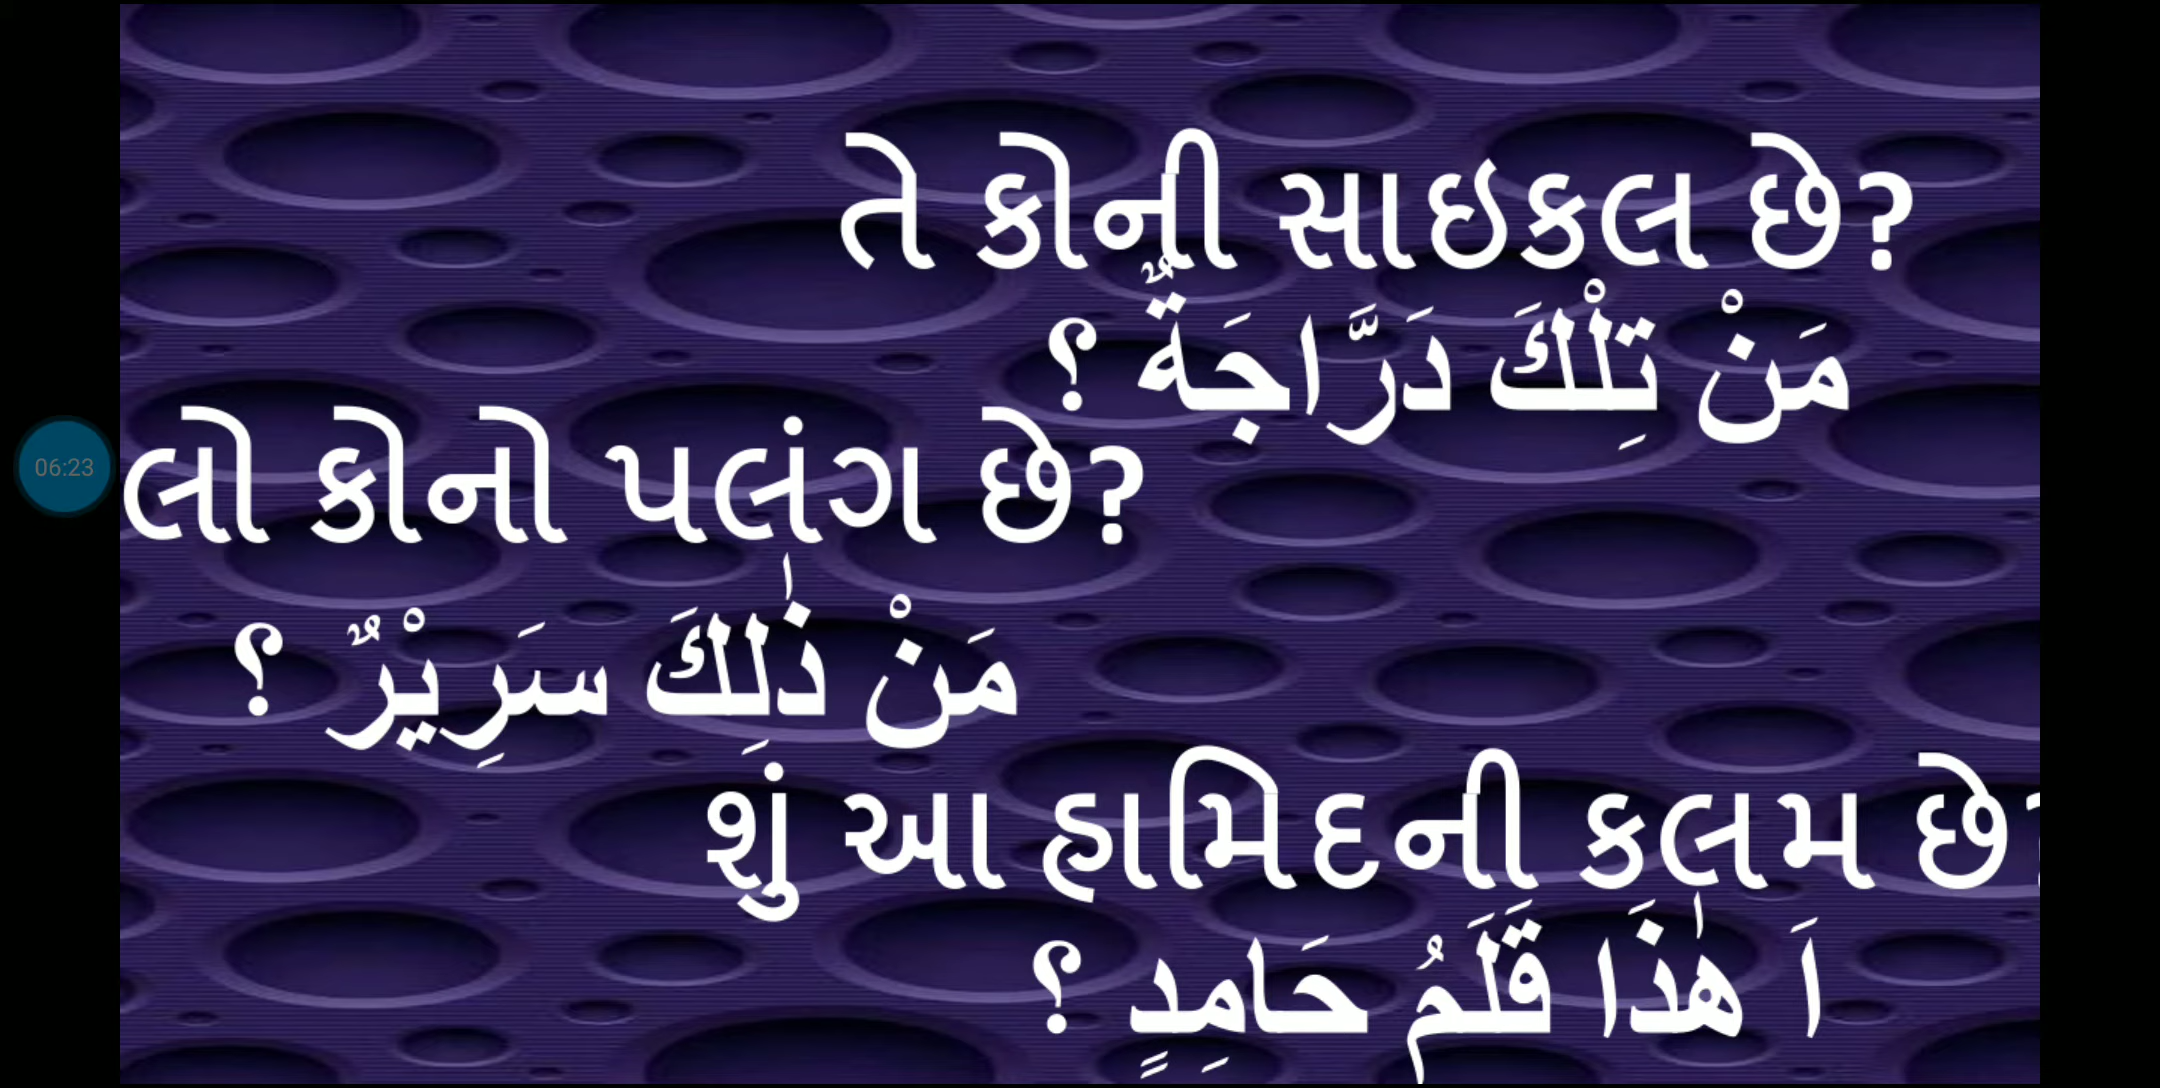 તે કોની સાઇકલ છે?
مَنْ تِلْكَ دَرَّاجَةٌ ؟
લો કોનો પલંગ છે?
مَنْ ذٰلِكَ سَرِيْرٌ ؟
શું આ હામિદની કલમ છે?
اَ هٰذَا قَلَمُ حَامِدٍ ؟
06:23